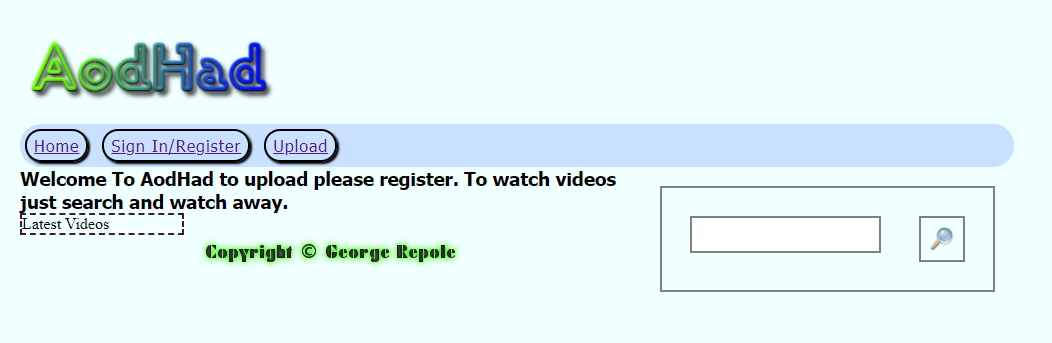 AodHad
Home Sign In/Register Upload
Welcome To AodHad to upload please register. To watch videos
just search and watch away.
Latest Videos
Copyright © George Repole